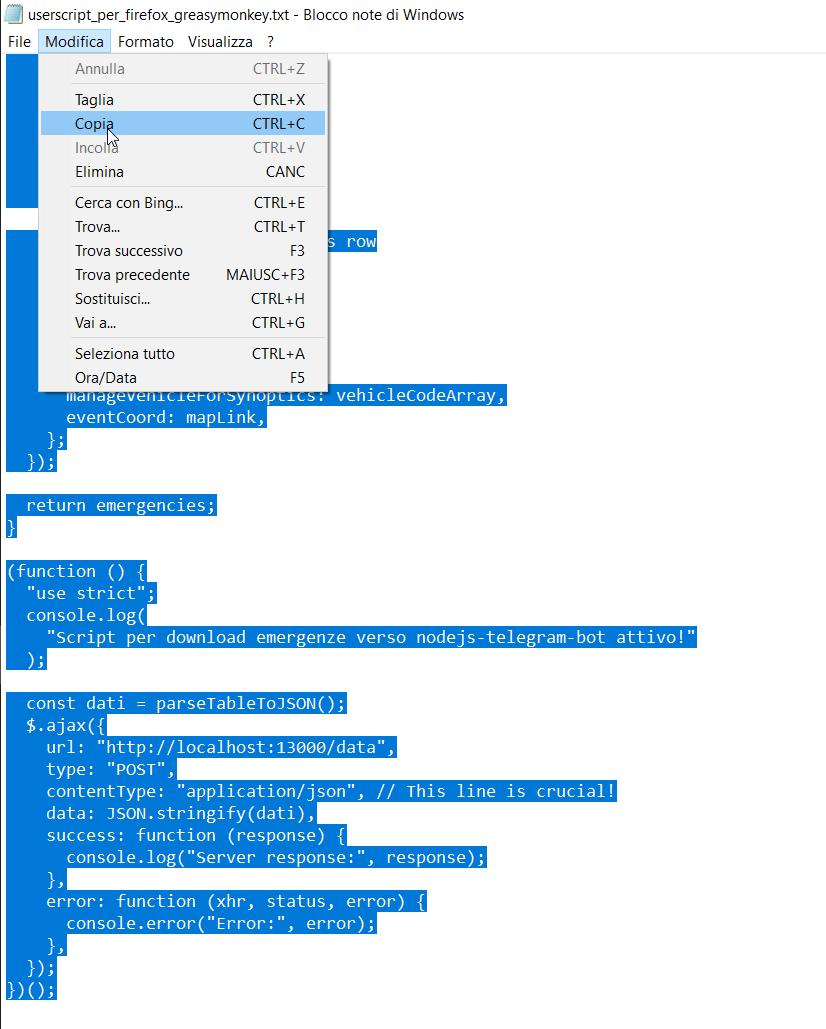 userscript_per_firefox_greasymonkey.txt - Blocco note di Windows
File Modifica Formato Visualizza ?
Annulla CTRL+Z
Taglia CTRL+X
Copia CTRL+C
Incolla CTRL+V
Elimina CANC
Cerca con Bing... CTRL+E
Trova... CTRL+T
Trova successivo F3
Trova precedente MAIUSC+F3
Sostituisci... CTRL+H
Vai a... CTRL+G
Seleziona tutto CTRL+A
Ora/Data F5
s row
manageVehicleForSynoptics: vehicleCodeArray,
eventCoord: mapLink,
};
});
return emergencies;
}
(function () {
"use strict";
console.log(
"Script per download emergenze verso nodejs-telegram-bot attivo!"
);
const dati = parseTableToJSON();
$.ajax({
url: "http://localhost:13000/data",
type: "POST",
contentType: "application/json", // This line is crucial!
data: JSON.stringify(dati),
success: function (response) {
console.log("Server response:", response);
},
error: function (xhr, status, error) {
console.error("Error:", error);
},
});
})();